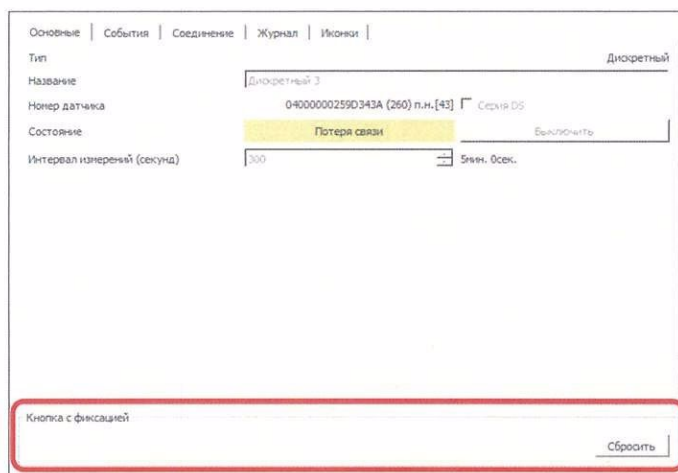 Основные | События | Соединение | Журнал | Иконки |
Тип Дискретный
Название Дискретный 3
Номер датчика 04000000259D343A (260) п.н.[43] Серия DS
Состояние Потеря связи Выключить
Интервал измерений (секунд) 300 5мин. 0сек.
Кнопка с фиксацией
Сбросить